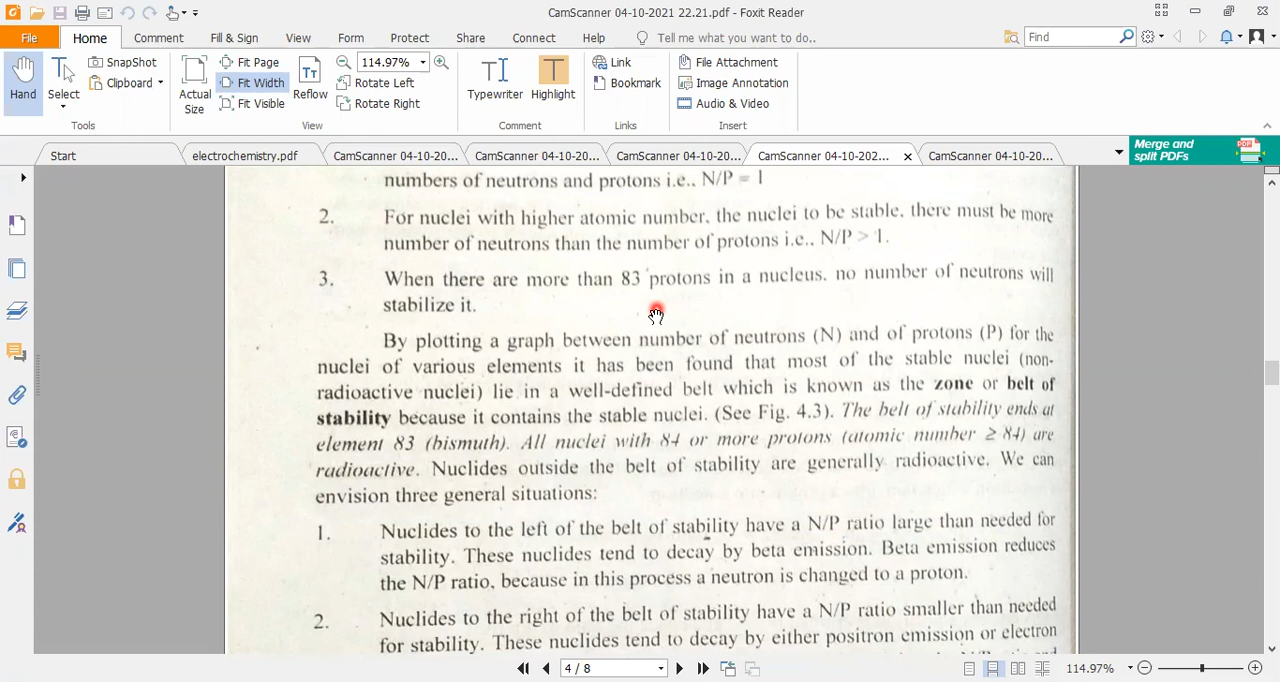 CamScanner 04-10-2021 22.21.pdf - Foxit Reader
File Home Comment Fill & Sign View Form Protect Share Connect Help Tell me what you want to do.. Find
Hand Select SnapShot Clipboard
Tools
Actual Size Fit Page Fit Width Fit Visible Reflow 114.97% Rotate Left Rotate Right
View
Typewriter Highlight
Comment
Link Bookmark
Links
File Attachment Image Annotation Audio & Video
Insert
Start electrochemistry.pdf CamScanner 04-10-2... CamScanner 04-10-20... CamScanner 04-10-20... CamScanner 04-10-202... CamScanner 04-10-20... Merge and split PDFs
numbers of neutrons and protons i.e.. N/P = 1
2. For nuclei with higher atomic number, the nuclei to be stable, there must be more
number of neutrons than the number of protons i.e.. N/P > 1.
3. When there are more than 83 protons in a nucleus. no number of neutrons will
stabilize it.
By plotting a graph between number of neutrons (N) and of protons (P) for the
nuclei of various elements it has been found that most of the stable nuclei (non-
radioactive nuclei) lie in a well-defined belt which is known as the zone or belt of
stability because it contains the stable nuclei. (See Fig. 4.3). The belt of stability ends at
element 83 (bismuth). All nuclei with 84 or more protons (atomic number ≥ 84) are
radioactive. Nuclides outside the belt of stability are generally radioactive. We can
envision three general situations:
1. Nuclides to the left of the belt of stability have a N/P ratio large than needed for
stability. These nuclides tend to decay by beta emission. Beta emission reduces
the N/P ratio, because in this process a neutron is changed to a proton.
2. Nuclides to the right of the belt of stability have a N/P ratio smaller than needed
for stability. These nuclides tend to decay by either positron emission or electron
4 / 8 114.97%